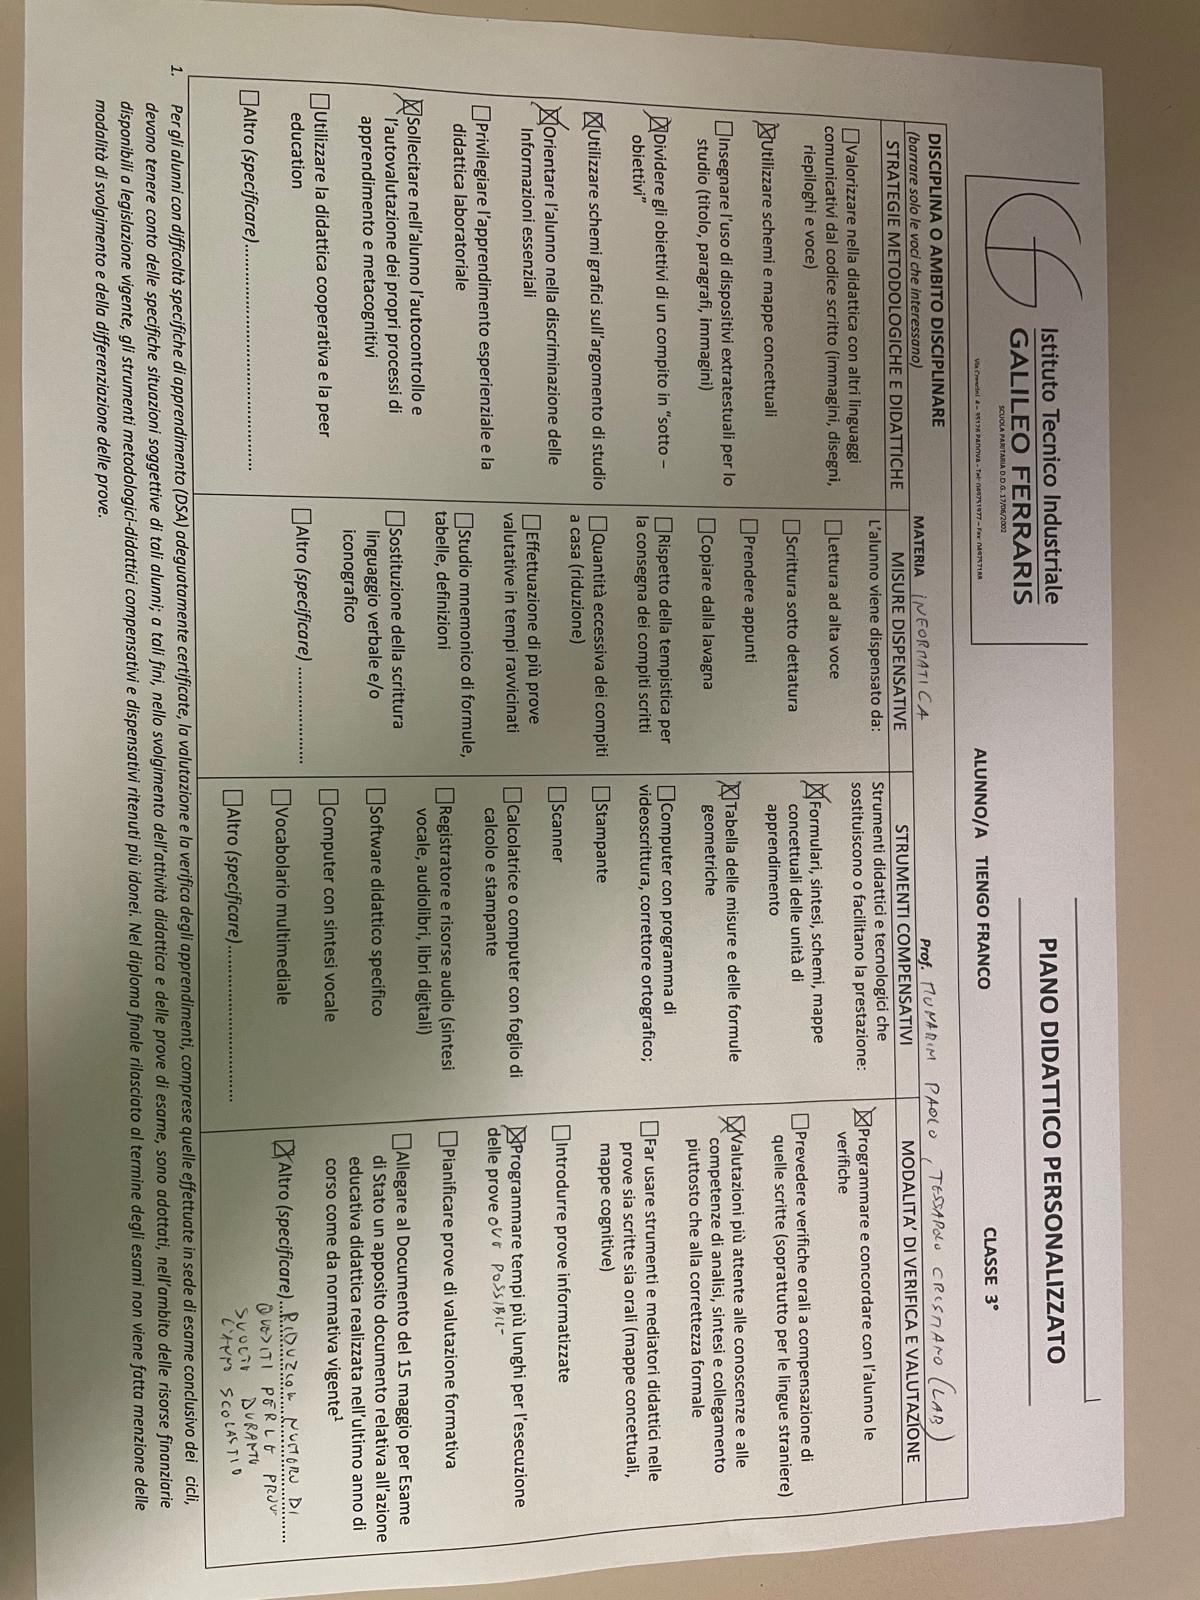 Istituto Tecnico Industriale
GALILEO FERRARIS
SCUOLA PARITARIA D.D.G. 17/06/2002
Via Crescini, 4 – 35126 PADOVA - Tel: 049751977 – Fax: 049757188
PIANO DIDATTICO PERSONALIZZATO
ALUNNO/A TIENGO FRANCO
CLASSE 3°
DISCIPLINA O AMBITO DISCIPLINARE
(barrare solo le voci che interessano)
MATERIA INFORMATICA
Prof. MUNARIM PAOLO, TESSAPOLO CRISTIANO (LAB)
STRATEGIE METODOLOGICHE E DIDATTICHE
Valorizzare nella didattica con altri linguaggi
comunicativi dal codice scritto (immagini, disegni,
riepiloghi e voce)
Utilizzare schemi e mappe concettuali
Insegnare l'uso di dispositivi extratestuali per lo
studio (titolo, paragrafi, immagini)
Dividere gli obiettivi di un compito in "sotto –
obiettivi"
Utilizzare schemi grafici sull'argomento di studio
Orientare l'alunno nella discriminazione delle
Informazioni essenziali
Privilegiare l'apprendimento esperienziale e la
didattica laboratoriale
Sollecitare nell'alunno l'autocontrollo e
l'autovalutazione dei propri processi di
apprendimento e metacognitivi
Utilizzare la didattica cooperativa e la peer
education
Altro (specificare)..........................................
MISURE DISPENSATIVE
L'alunno viene dispensato da:
Lettura ad alta voce
Scrittura sotto dettatura
Prendere appunti
Copiare dalla lavagna
Rispetto della tempistica per
la consegna dei compiti scritti
Quantità eccessiva dei compiti
a casa (riduzione)
Effettuazione di più prove
valutative in tempi ravvicinati
Studio mnemonico di formule,
tabelle, definizioni
Sostituzione della scrittura
linguaggio verbale e/o
iconografico
Altro (specificare) ......................
STRUMENTI COMPENSATIVI
Strumenti didattici e tecnologici che
sostituiscono o facilitano la prestazione:
Formulari, sintesi, schemi, mappe
concettuali delle unità di
apprendimento
Tabella delle misure e delle formule
geometriche
Computer con programma di
videoscrittura, correttore ortografico;
Stampante
Scanner
Calcolatrice o computer con foglio di
calcolo e stampante
Registratore e risorse audio (sintesi
vocale, audiolibri, libri digitali)
Software didattico specifico
Computer con sintesi vocale
Vocabolario multimediale
Altro (specificare)..............................
MODALITA' DI VERIFICA E VALUTAZIONE
Programmare e concordare con l'alunno le
verifiche
Prevedere verifiche orali a compensazione di
quelle scritte (soprattutto per le lingue straniere)
Valutazioni più attente alle conoscenze e alle
competenze di analisi, sintesi e collegamento
piuttosto che alla correttezza formale
Far usare strumenti e mediatori didattici nelle
prove sia scritte sia orali (mappe concettuali,
mappe cognitive)
Introdurre prove informatizzate
Programmare tempi più lunghi per l'esecuzione
delle prove OVE POSSIBIL
Pianificare prove di valutazione formativa
Allegare al Documento del 15 maggio per Esame
di Stato un apposito documento relativa all'azione
educativa didattica realizzata nell'ultimo anno di
corso come da normativa vigente1
Altro (specificare)..RIDUZION NUMERO DI
QUESITI PER LE PROV
SVOLTE DURANTE
L'ANNO SCOLASTIO
1. Per gli alunni con difficoltà specifiche di apprendimento (DSA) adeguatamente certificate, la valutazione e la verifica degli apprendimenti, comprese quelle effettuate in sede di esame conclusivo dei cicli,
devono tenere conto delle specifiche situazioni soggettive di tali alunni; a tali fini, nello svolgimento dell'attività didattica e delle prove di esame, sono adottati, nell'ambito delle risorse finanziarie
disponibili a legislazione vigente, gli strumenti metodologici-didattici compensativi e dispensativi ritenuti più idonei. Nel diploma finale rilasciato al termine degli esami non viene fatta menzione delle
modalità di svolgimento e della differenziazione delle prove.